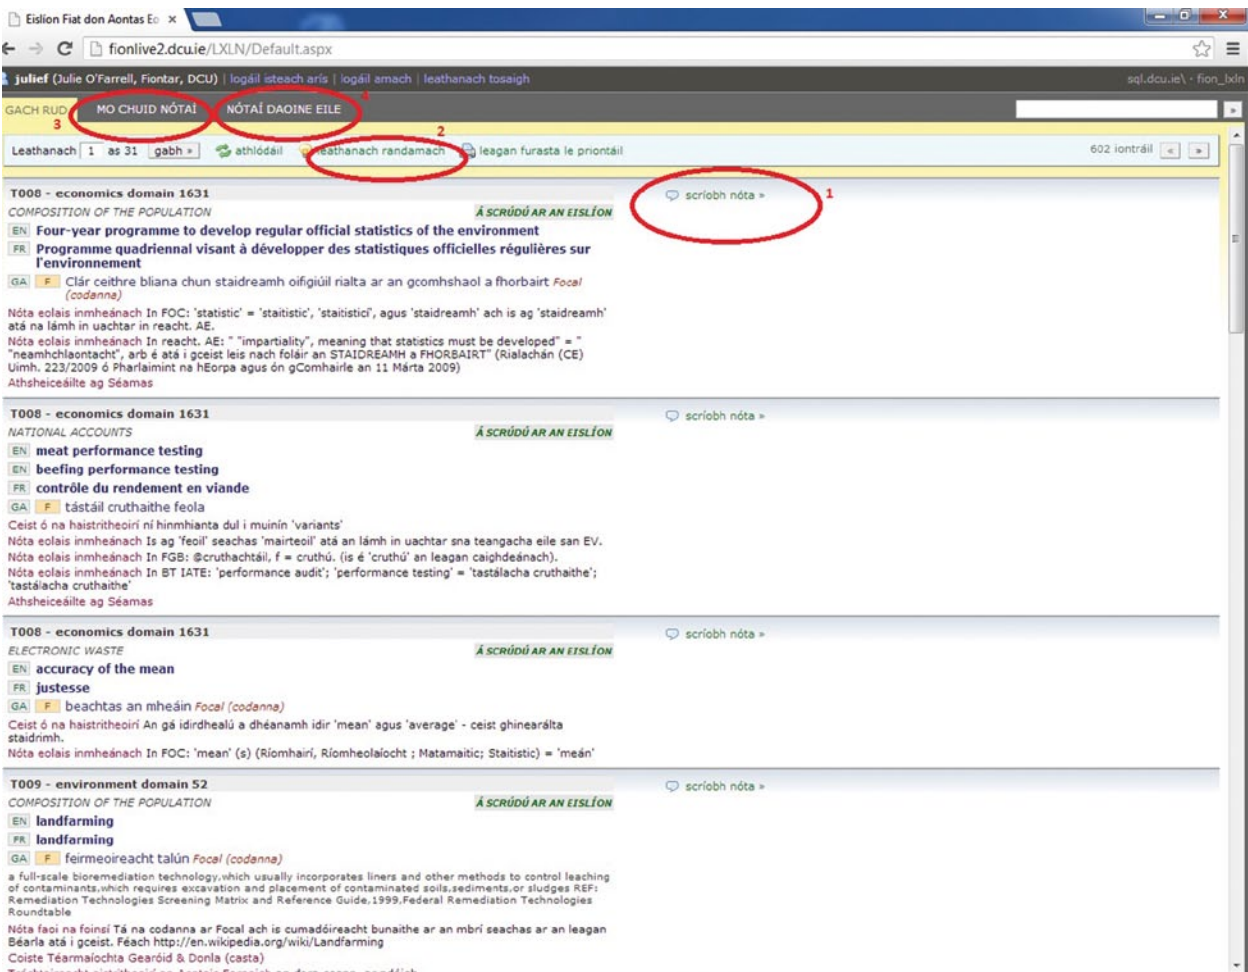 Eislíon Fiat don Aontas Eo
fionlive2.dcu.ie/LXLN/Default.aspx
julief (Julie O'Farrell, Fiontar, DCU) | logáil isteach arís | logáil amach | leathanach tosaigh sql.dcu.ie\ · fion_lxln
GACH RUD MO CHUID NÓTAÍ NÓTAÍ DAOINE EILE 4
3 2
Leathanach 1 as 31 gabh » athlódáil leathanach randamach leagan furasta le priontáil 602 iontráil « »
T008 - economics domain 1631 scríobh nóta » 1
COMPOSITION OF THE POPULATION Á SCRÚDÚ AR AN EISLÍON
EN Four-year programme to develop regular official statistics of the environment
FR Programme quadriennal visant à développer des statistiques officielles régulières sur
l'environnement
GA F Clár ceithre bliana chun staidreamh oifigiúil rialta ar an gcomhshaol a fhorbairt Focal
(codanna)
Nóta eolais inmheánach In FOC: 'statistic' = 'staitistic', 'staitisticí', agus 'staidreamh' ach is ag 'staidreamh'
atá na lámh in uachtar in reacht. AE.
Nóta eolais inmheánach In reacht. AE: " "impartiality", meaning that statistics must be developed" = "
"neamhchlaontacht", arb é atá i gceist leis nach foláir an STAIDREAMH a FHORBAIRT" (Rialachán (CE)
Uimh. 223/2009 ó Pharlaimint na hEorpa agus ón gComhairle an 11 Márta 2009)
Athsheiceáilte ag Séamas
T008 - economics domain 1631 scríobh nóta »
NATIONAL ACCOUNTS Á SCRÚDÚ AR AN EISLÍON
EN meat performance testing
EN beefing performance testing
FR contrôle du rendement en viande
GA F tástáil cruthaithe feola
Ceist ó na haistritheoirí ní hinmhianta dul i muinín 'variants'
Nóta eolais inmheánach Is ag 'feoil' seachas 'mairteoil' atá an lámh in uachtar sna teangacha eile san EV.
Nóta eolais inmheánach In FGB: @cruthachtáil, f = cruthú. (is é 'cruthú' an leagan caighdeánach).
Nóta eolais inmheánach In BT IATE: 'performance audit'; 'performance testing' = 'tastálacha cruthaithe';
'tastálacha cruthaithe'
Athsheiceáilte ag Séamas
T008 - economics domain 1631 scríobh nóta »
ELECTRONIC WASTE Á SCRÚDÚ AR AN EISLÍON
EN accuracy of the mean
FR justesse
GA F beachtas an mheáin Focal (codanna)
Ceist ó na haistritheoirí An gá idirdhealú a dhéanamh idir 'mean' agus 'average' - ceist ghinearálta
staidrimh.
Nóta eolais inmheánach In FOC: 'mean' (s) (Ríomhairí, Ríomheolaíocht ; Matamaitic; Staitistic) = 'meán'
T009 - environment domain 52 scríobh nóta »
COMPOSITION OF THE POPULATION Á SCRÚDÚ AR AN EISLÍON
EN landfarming
FR landfarming
GA F feirmeoireacht talún Focal (codanna)
a full-scale bioremediation technology,which usually incorporates liners and other methods to control leaching
of contaminants,which requires excavation and placement of contaminated soils,sediments,or sludges REF:
Remediation Technologies Screening Matrix and Reference Guide,1999,Federal Remediation Technologies
Roundtable
Nóta faoi na foinsí Tá na codanna ar Focal ach is cumadóireacht bunaithe ar an mbrí seachas ar an leagan
Béarla atá i gceist. Féach http://en.wikipedia.org/wiki/Landfarming
Coiste Téarmaíochta Gearóid & Donla (casta)